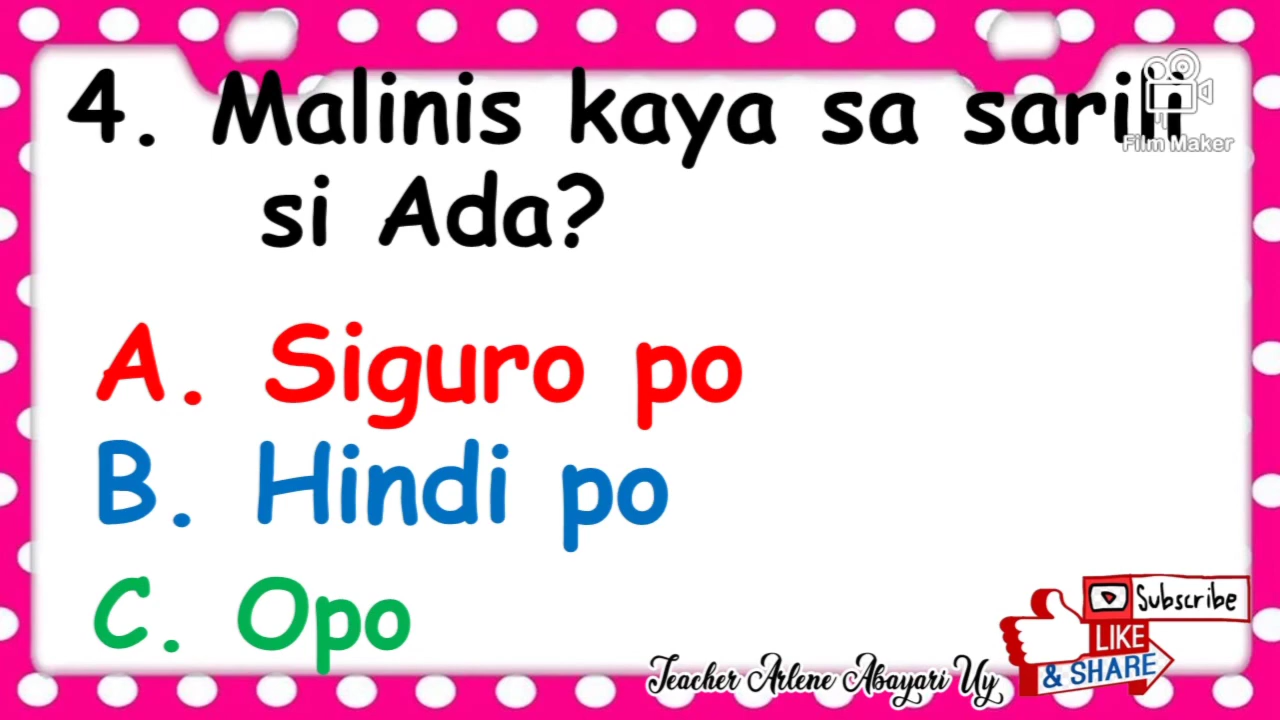 4. Malinis kaya sa sarili
si Ada?
A. Siguro po
B. Hindi po
C. Opo
Film Maker
Subscribe
LIKE
& SHARE
Teacher Arlene Abayari Uy